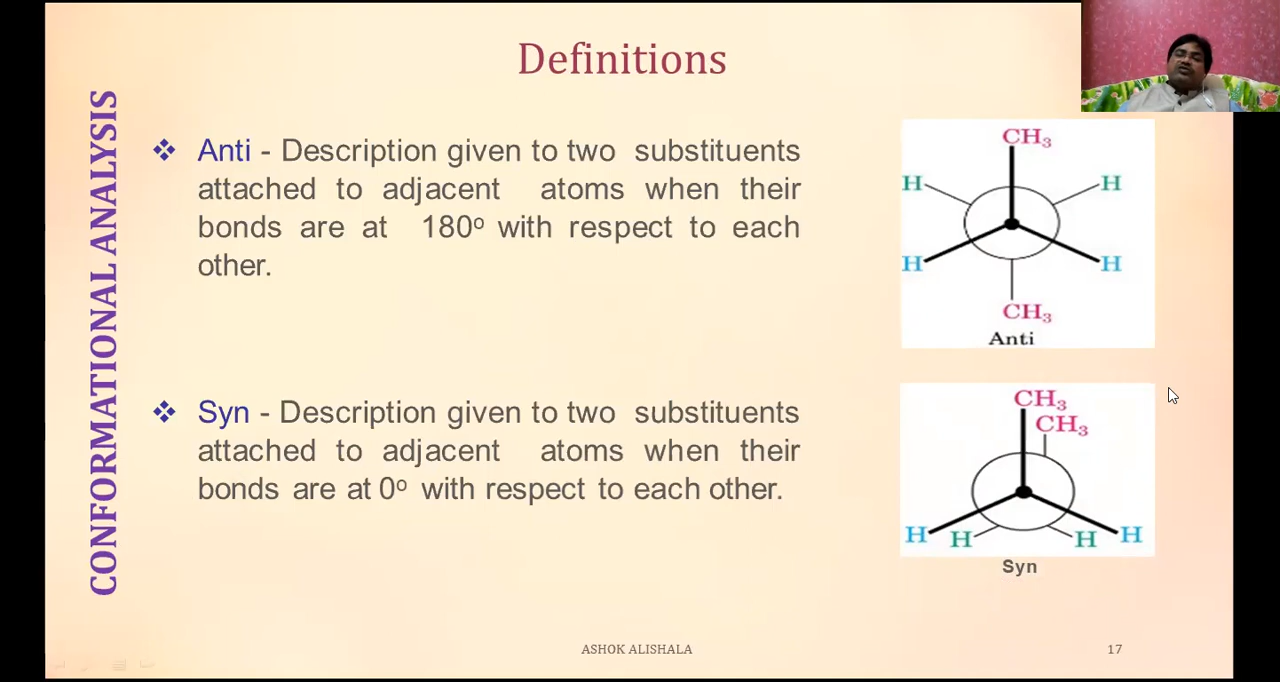 Definitions
CONFORMATIONAL ANALYSIS
❖ Anti - Description given to two substituents
attached to adjacent atoms when their
bonds are at 180º with respect to each
other.
CH₃
H H
H H
CH₃
Anti
❖ Syn - Description given to two substituents
attached to adjacent atoms when their
bonds are at 0º with respect to each other.
CH₃
CH₃
H H H H
Syn
ASHOK ALISHALA 17